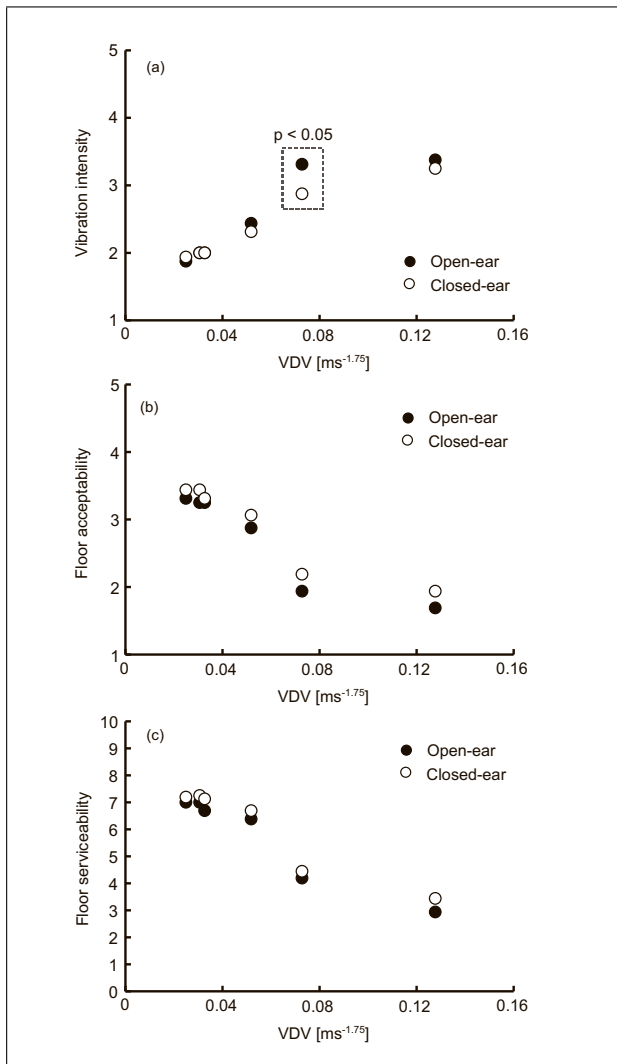 (a)
5
4
3
2
1
Vibration intensity
p < 0.05
Open-ear
Closed-ear
0 0.04 0.08 0.12 0.16
VDV [ms-1.75]
(b)
5
4
3
2
1
Floor acceptability
Open-ear
Closed-ear
0 0.04 0.08 0.12 0.16
VDV [ms-1.75]
(c)
10
9
8
7
6
5
4
3
2
1
0
Floor serviceability
Open-ear
Closed-ear
0 0.04 0.08 0.12 0.16
VDV [ms-1.75]